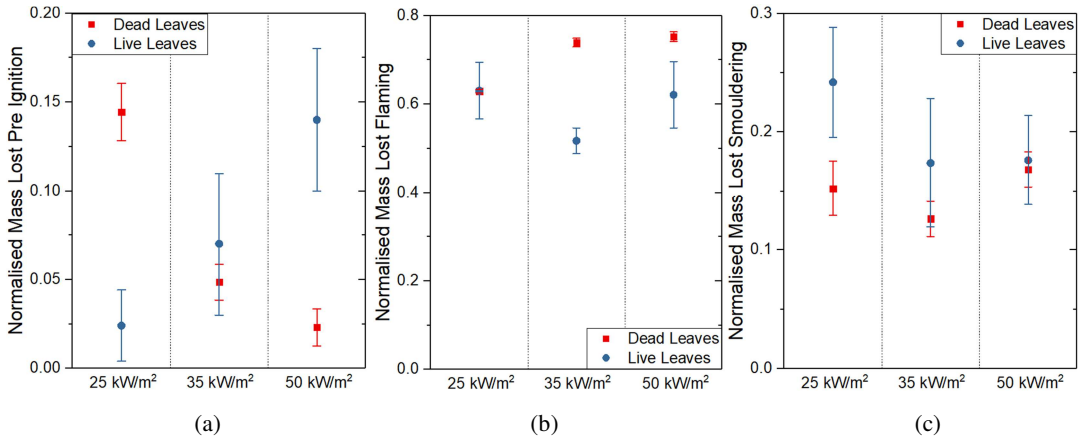 Normalised Mass Lost Pre Ignition
0.20
0.15
0.10
0.05
0.00
Dead Leaves
Live Leaves
25 kW/m²
35 kW/m²
50 kW/m²
(a)
Normalised Mass Lost Flaming
0.8
0.6
0.4
0.2
0.0
Dead Leaves
Live Leaves
25 kW/m²
35 kW/m²
50 kW/m²
(b)
Normalised Mass Lost Smouldering
0.3
0.2
0.1
0.0
Dead Leaves
Live Leaves
25 kW/m²
35 kW/m²
50 kW/m²
(c)